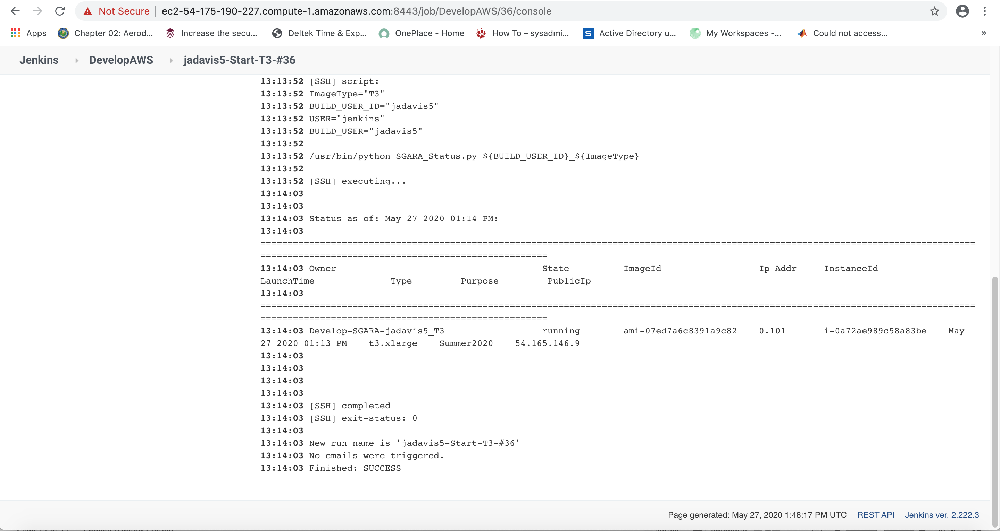 Not Secure ec2-54-175-190-227.compute-1.amazonaws.com:8443/job/DevelopAWS/36/console
Apps Chapter 02: Aerod... Increase the secu... Deltek Time & Exp... OnePlace - Home How To – sysadmi... S Active Directory u... My Workspaces -... Could not access... »
Jenkins DevelopAWS jadavis5-Start-T3-#36
13:13:52 [SSH] script:
13:13:52 ImageType="T3"
13:13:52 BUILD_USER_ID="jadavis5"
13:13:52 USER="jenkins"
13:13:52 BUILD_USER="jadavis5"
13:13:52
13:13:52 /usr/bin/python SGARA_Status.py ${BUILD_USER_ID}_${ImageType}
13:13:52
13:13:52 [SSH] executing...
13:14:03
13:14:03
13:14:03 Status as of: May 27 2020 01:14 PM:
13:14:03
====================================================================================================================================
=====================================================
13:14:03 Owner State ImageId Ip Addr InstanceId
LaunchTime Type Purpose PublicIp
13:14:03
====================================================================================================================================
=====================================================
13:14:03 Develop-SGARA-jadavis5_T3 running ami-07ed7a6c8391a9c82 0.101 i-0a72ae989c58a83be May
27 2020 01:13 PM t3.xlarge Summer2020 54.165.146.9
13:14:03
13:14:03
13:14:03
13:14:03
13:14:03 [SSH] completed
13:14:03 [SSH] exit-status: 0
13:14:03
13:14:03 New run name is 'jadavis5-Start-T3-#36'
13:14:03 No emails were triggered.
13:14:03 Finished: SUCCESS
Page generated: May 27, 2020 1:48:17 PM UTC REST API Jenkins ver. 2.222.3